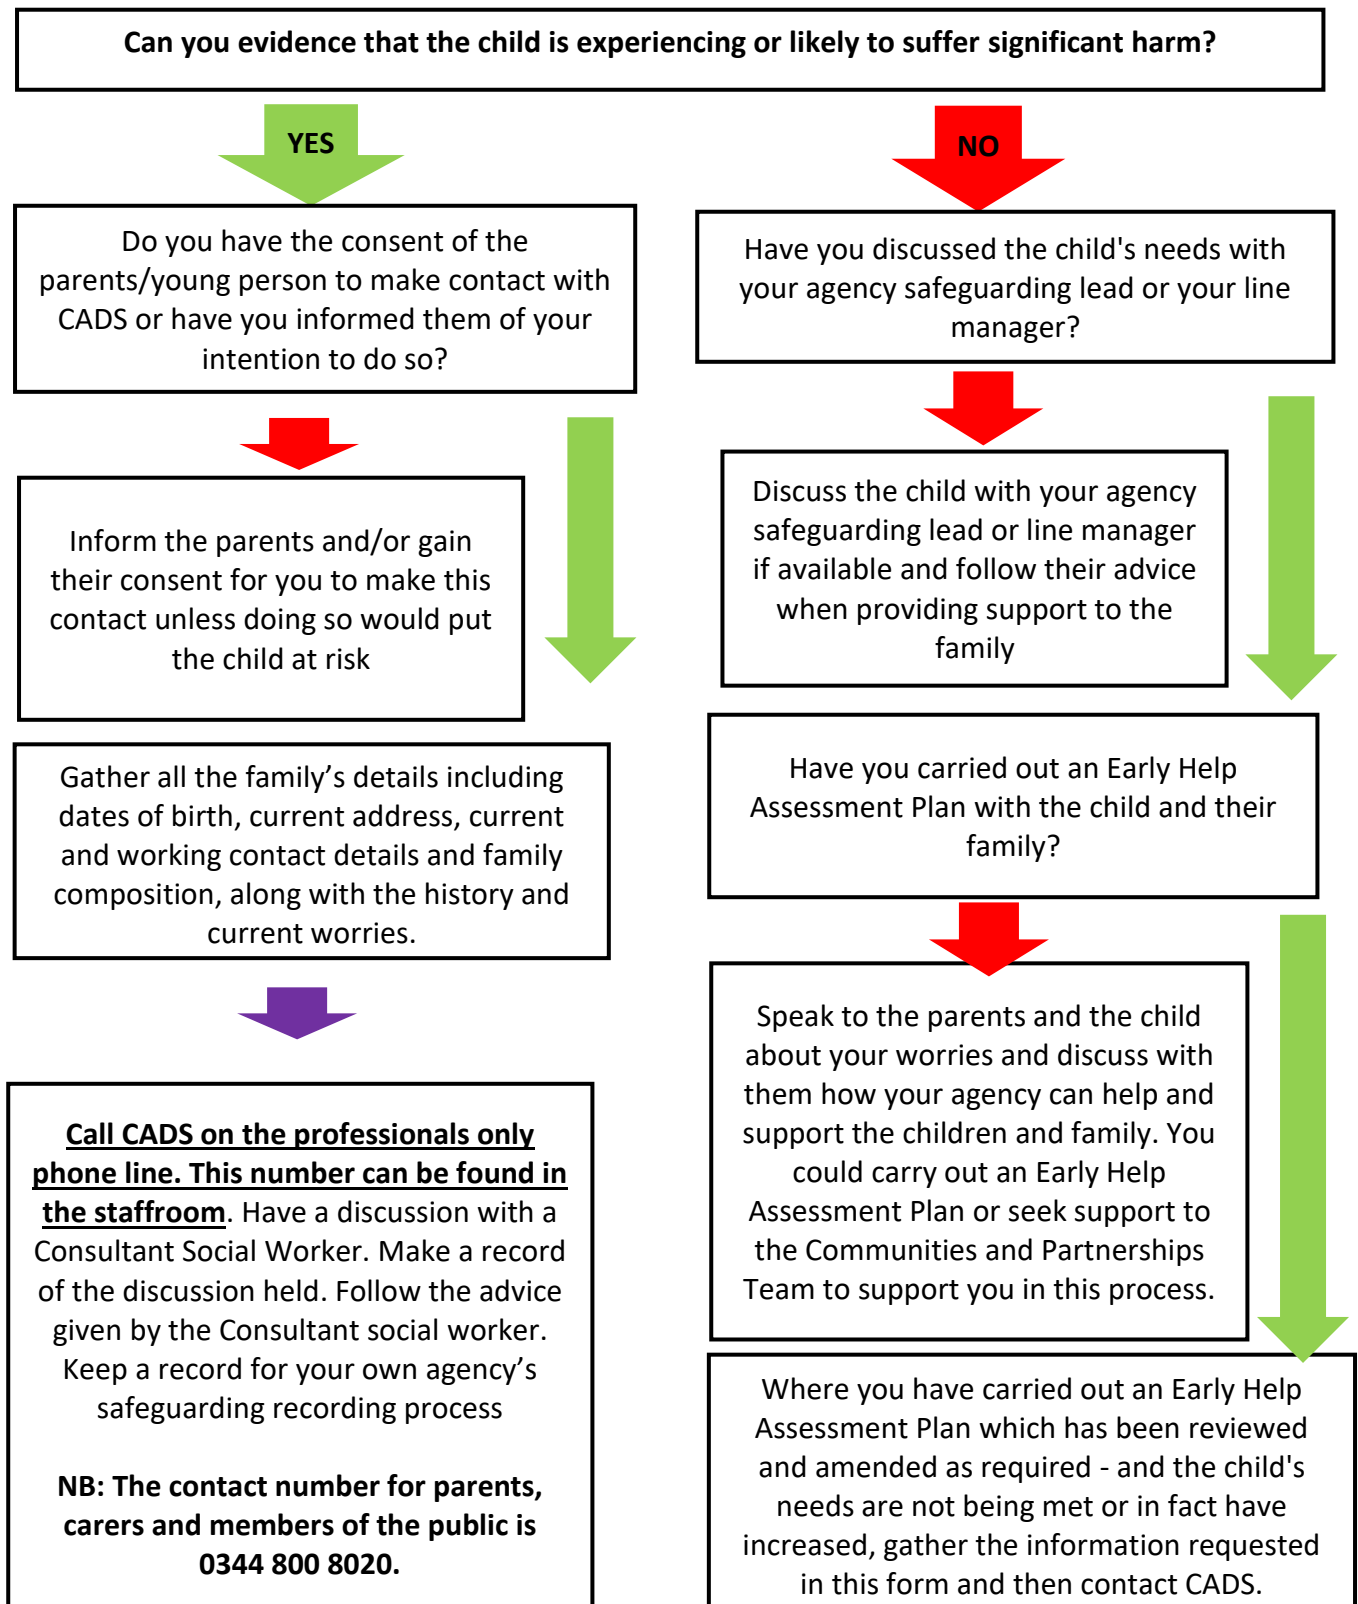 Can you evidence that the child is experiencing or likely to suffer significant harm?
YES
NO
Do you have the consent of the
parents/young person to make contact with
CADS or have you informed them of your
intention to do so?
Have you discussed the child's needs with
your agency safeguarding lead or your line
manager?
Inform the parents and/or gain
their consent for you to make this
contact unless doing so would put
the child at risk
Discuss the child with your agency
safeguarding lead or line manager
if available and follow their advice
when providing support to the
family
Gather all the family’s details including
dates of birth, current address, current
and working contact details and family
composition, along with the history and
current worries.
Have you carried out an Early Help
Assessment Plan with the child and their
family?
Call CADS on the professionals only
phone line. This number can be found in
the staffroom. Have a discussion with a
Consultant Social Worker. Make a record
of the discussion held. Follow the advice
given by the Consultant social worker.
Keep a record for your own agency’s
safeguarding recording process
NB: The contact number for parents,
carers and members of the public is
0344 800 8020.
Speak to the parents and the child
about your worries and discuss with
them how your agency can help and
support the children and family. You
could carry out an Early Help
Assessment Plan or seek support to
the Communities and Partnerships
Team to support you in this process.
Where you have carried out an Early Help
Assessment Plan which has been reviewed
and amended as required - and the child's
needs are not being met or in fact have
increased, gather the information requested
in this form and then contact CADS.